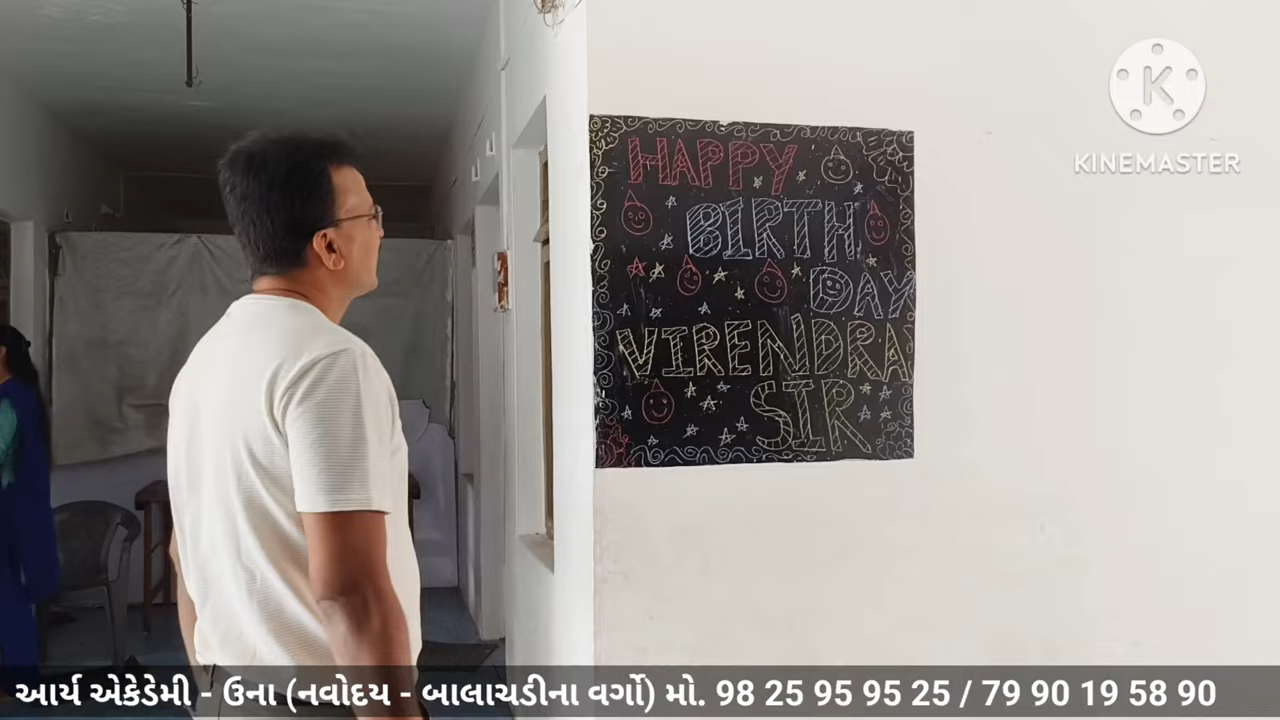 KINEMASTER
HAPPY
BIRTH
DAY
VIRENDRA
SIR
આર્ય એકેડેમી - ઉના (નવોદય - બાલાચડીના વર્ગો) મો. 98 25 95 95 25 / 79 90 19 58 90